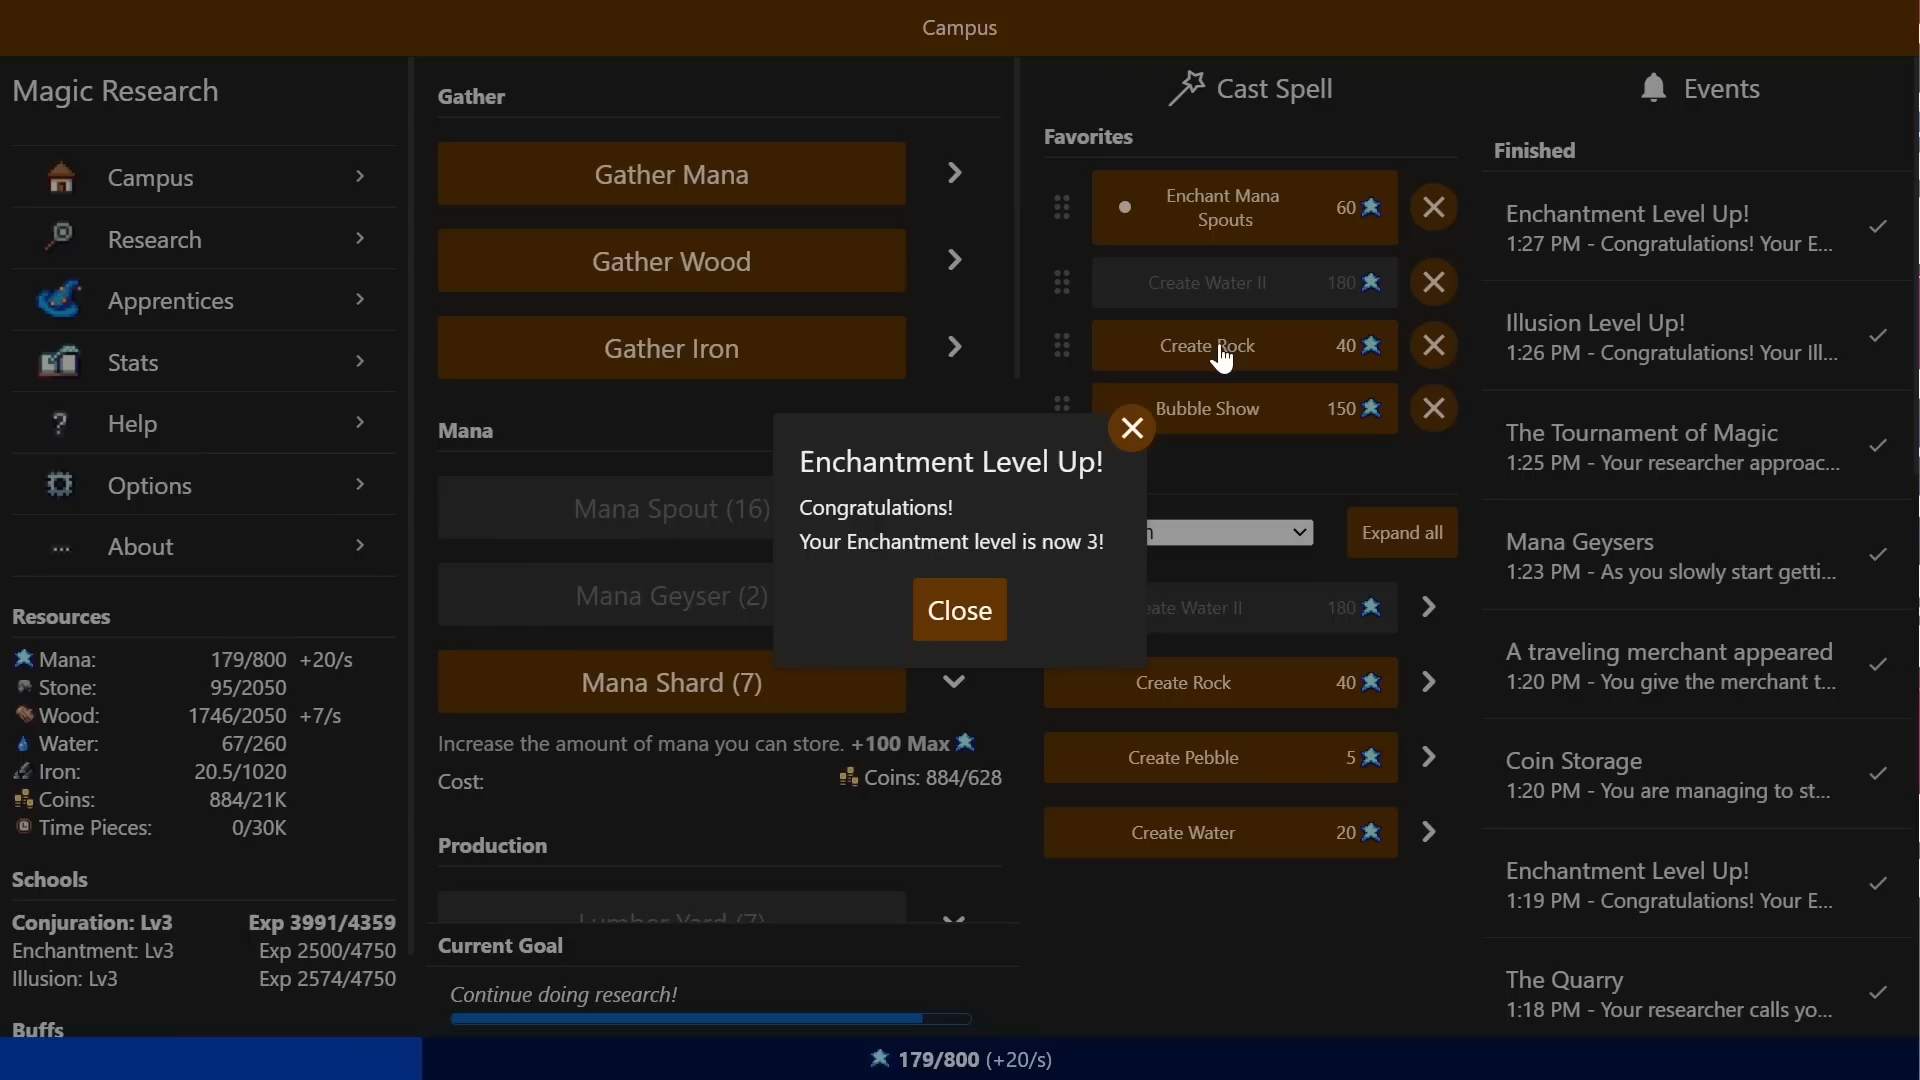 Campus
Magic Research
Campus
Research
Apprentices
Stats
Help
Options
About
Resources
Mana: 179/800 +20/s
Stone: 95/2050
Wood: 1746/2050 +7/s
Water: 67/260
Iron: 20.5/1020
Coins: 884/21K
Time Pieces: 0/30K
Schools
Conjuration: Lv3 Exp 3991/4359
Enchantment: Lv3 Exp 2500/4750
Illusion: Lv3 Exp 2574/4750
Buffs
Gather
Gather Mana
Gather Wood
Gather Iron
Mana
Mana Spout (16)
Mana Geyser (2)
Mana Shard (7)
Increase the amount of mana you can store. +100 Max
Cost: Coins: 884/628
Production
Lumber Yard (7)
Current Goal
Continue doing research!
Enchantment Level Up!
Congratulations!
Your Enchantment level is now 3!
Close
Cast Spell
Favorites
Enchant Mana
Spouts 60
Create Water II 180
Create Rock 40
Bubble Show 150
Expand all
eate Water II 180
Create Rock 40
Create Pebble 5
Create Water 20
Events
Finished
Enchantment Level Up!
1:27 PM - Congratulations! Your E...
Illusion Level Up!
1:26 PM - Congratulations! Your Ill...
The Tournament of Magic
1:25 PM - Your researcher approac...
Mana Geysers
1:23 PM - As you slowly start getti...
A traveling merchant appeared
1:20 PM - You give the merchant t...
Coin Storage
1:20 PM - You are managing to st...
Enchantment Level Up!
1:19 PM - Congratulations! Your E...
The Quarry
1:18 PM - Your researcher calls yo...
179/800 (+20/s)